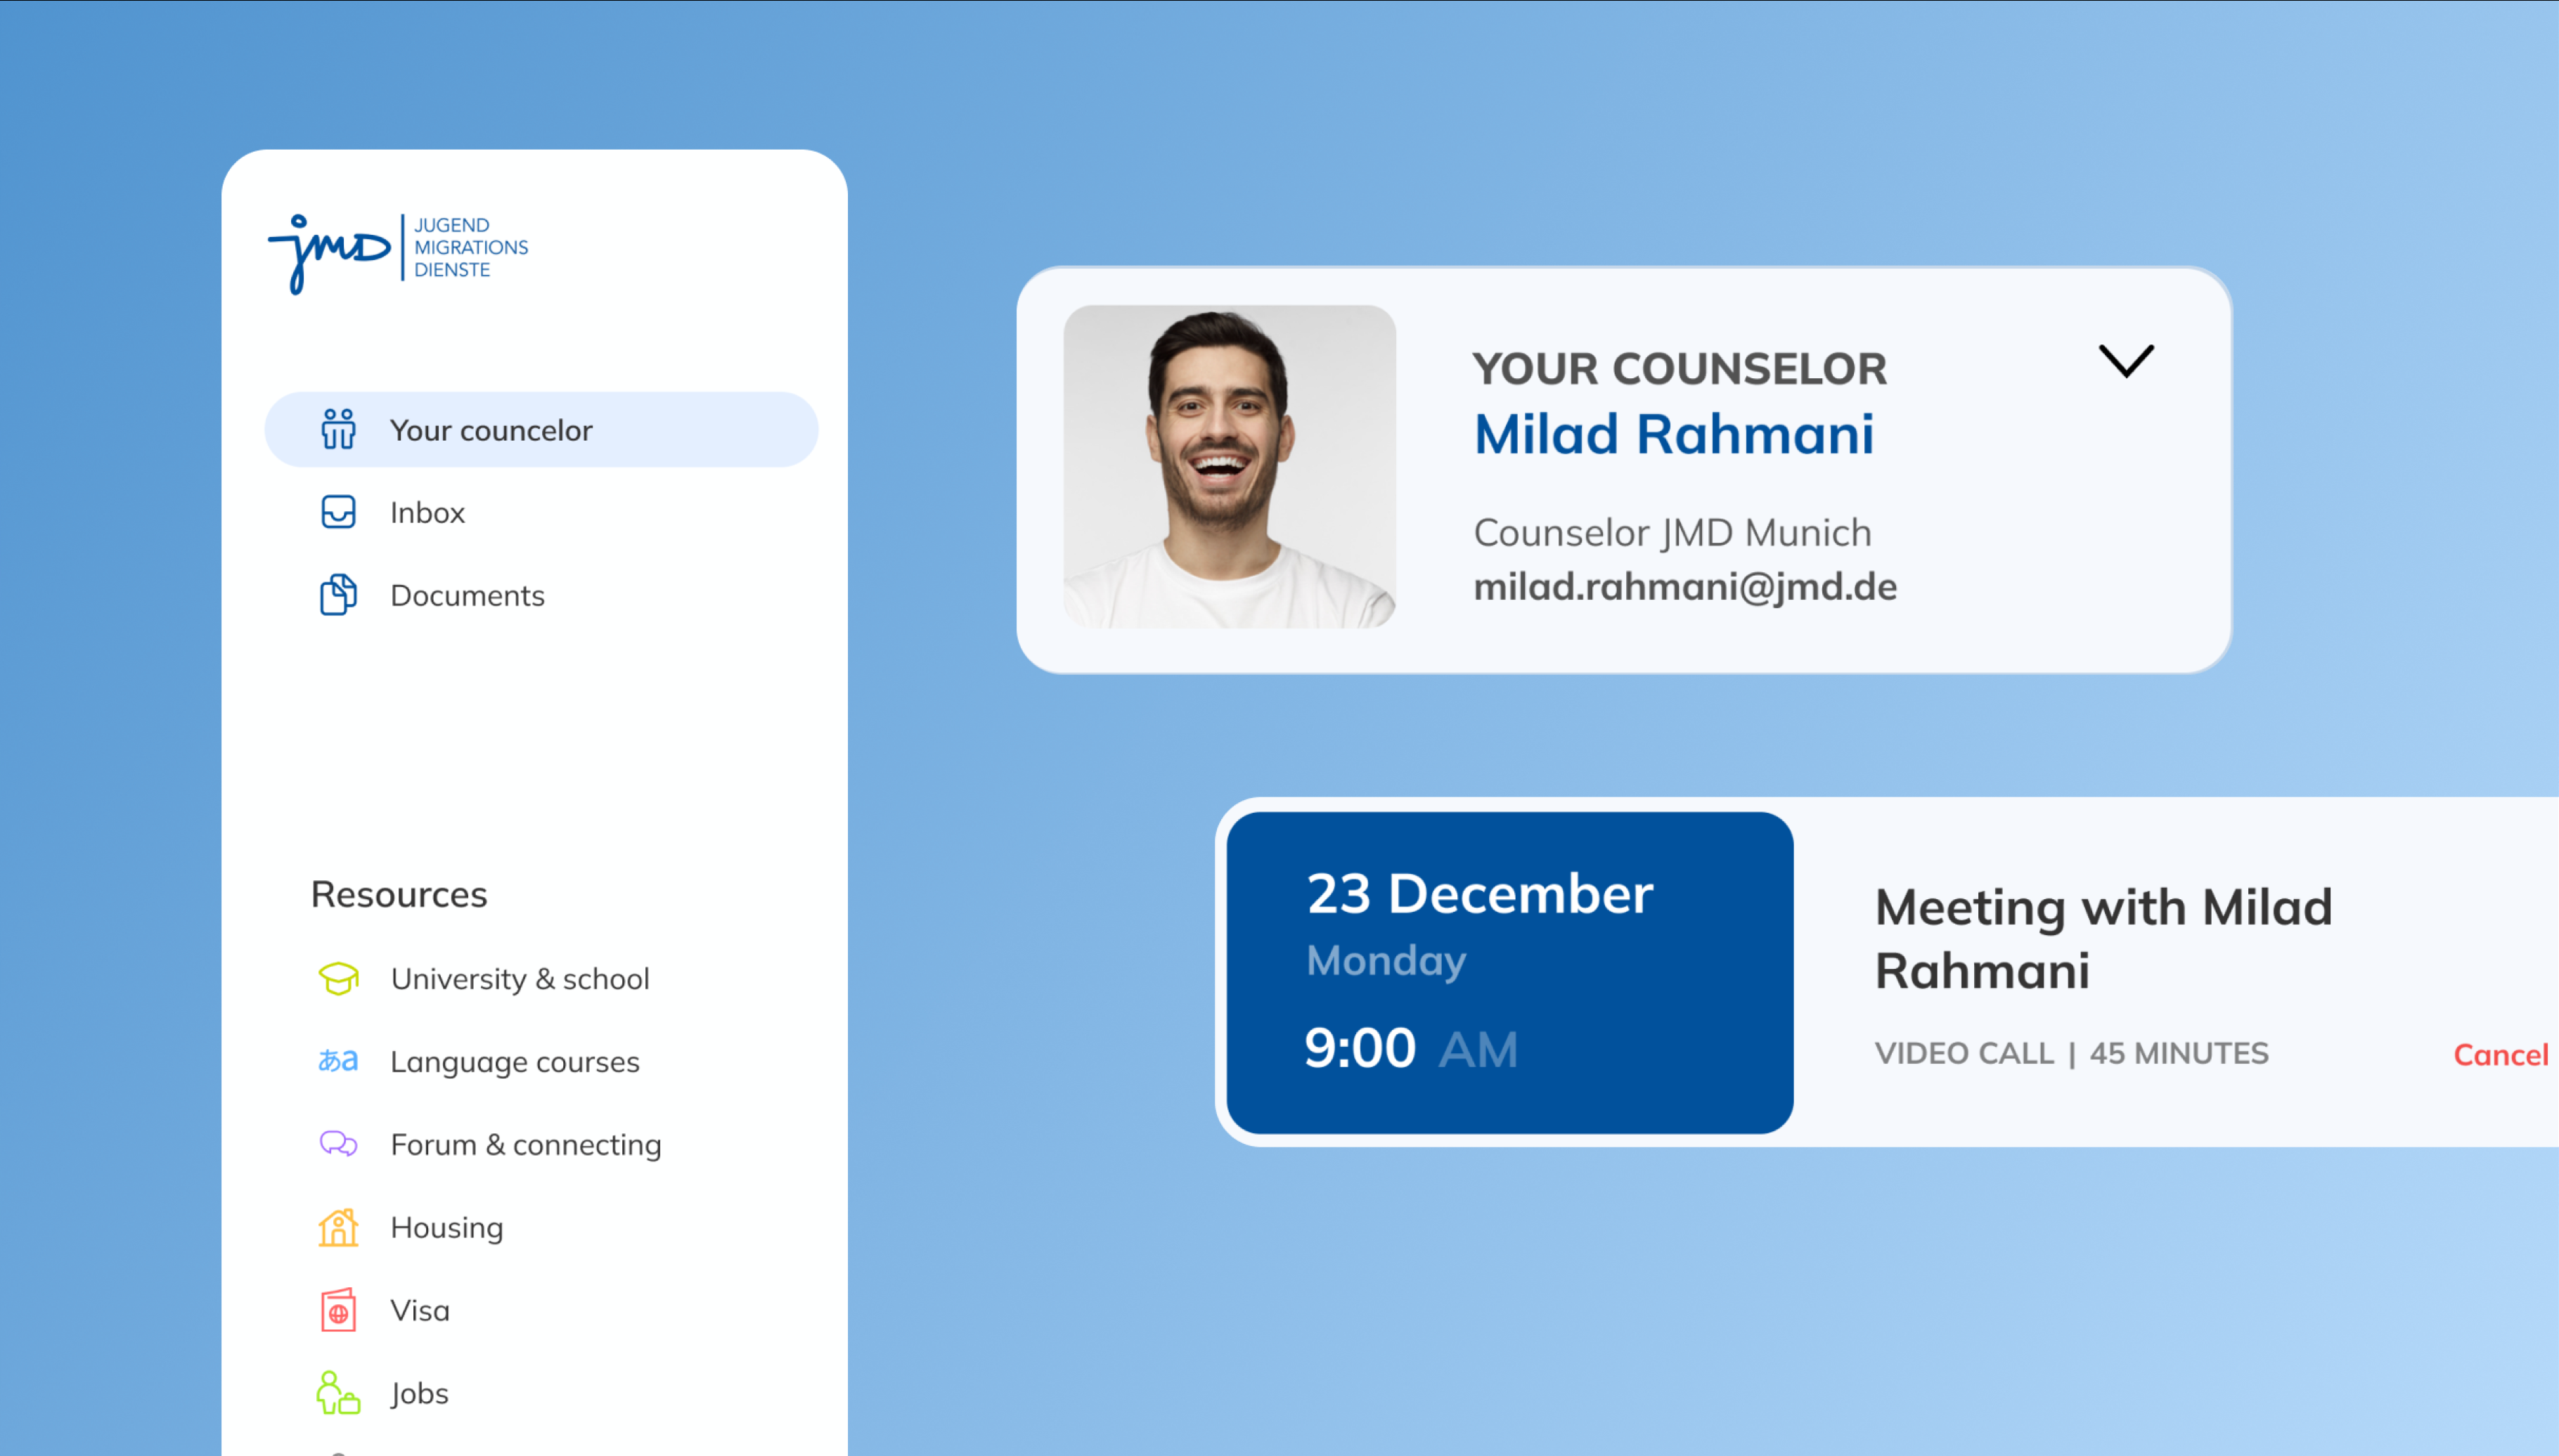 jmD
JUGEND
MIGRATIONS
DIENSTE
Your councelor
Inbox
Documents
Resources
University & school
あa Language courses
Forum & connecting
Housing
Visa
Jobs
YOUR COUNSELOR
Milad Rahmani
Counselor JMD Munich
milad.rahmani@jmd.de
23 December
Monday
9:00 AM
Meeting with Milad
Rahmani
VIDEO CALL | 45 MINUTES
Cancel